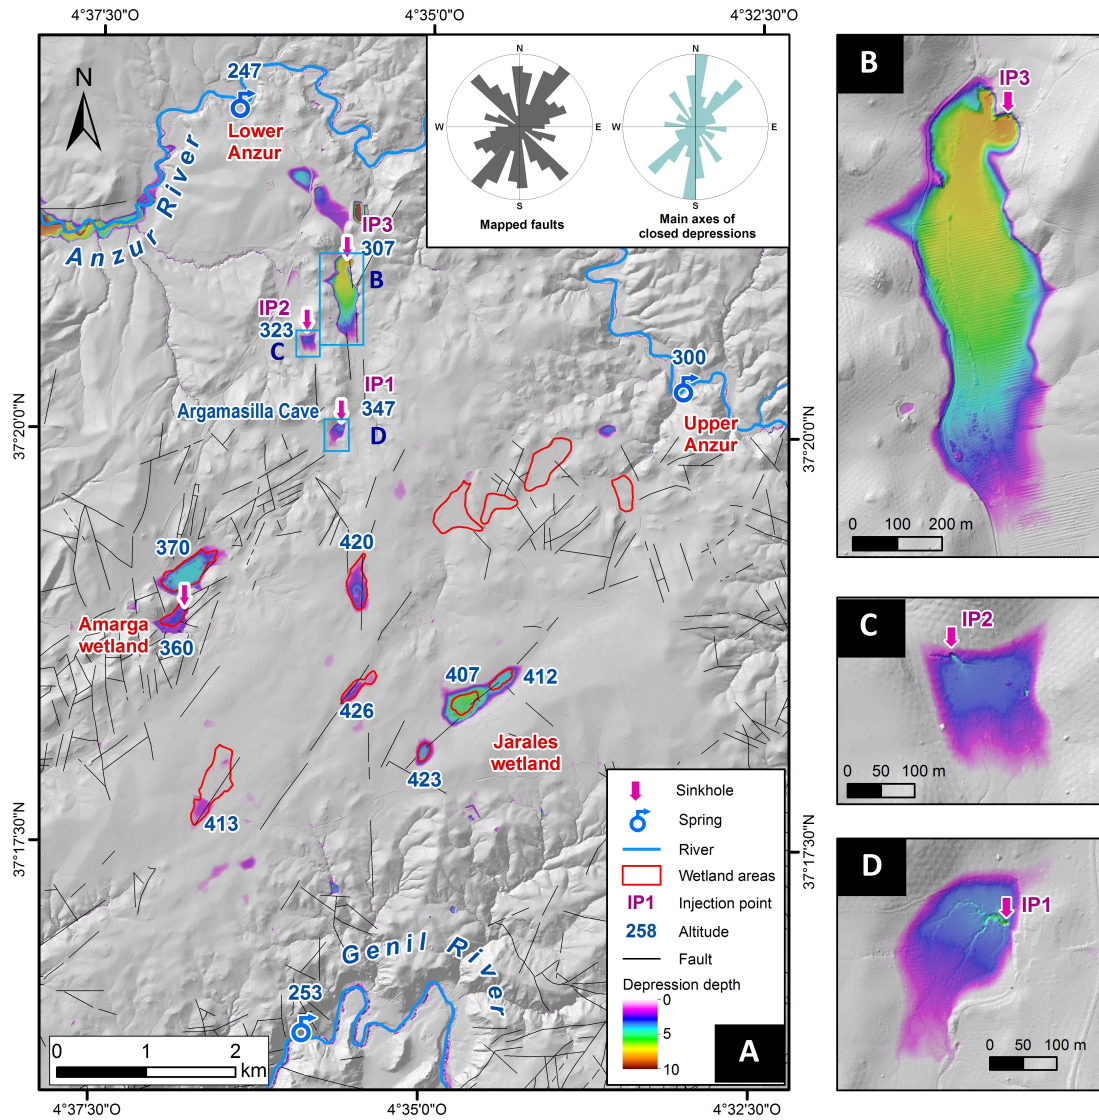 4°37'30"O
4°35'0"O
4°32'30"O
N
247
Lower
Anzur
Anzur River
N
W
E
S
Mapped faults
N
W
E
S
Main axes of
closed depressions
IP3
307
B
IP2
323
C
IP1
347
Argamasilla Cave
D
300
Upper
Anzur
37°20'0"N
37°20'0"N
370
420
Amarga
wetland
360
407
412
426
Jarales
wetland
423
413
37°17'30"N
37°17'30"N
Genil River
253
0
1
2
km
Sinkhole
Spring
River
Wetland areas
IP1
Injection point
258
Altitude
Fault
Depression depth
0
5
10
A
4°37'30"O
4°35'0"O
4°32'30"O
B
IP3
0
100
200 m
C
IP2
0
50
100 m
D
IP1
0
50
100 m